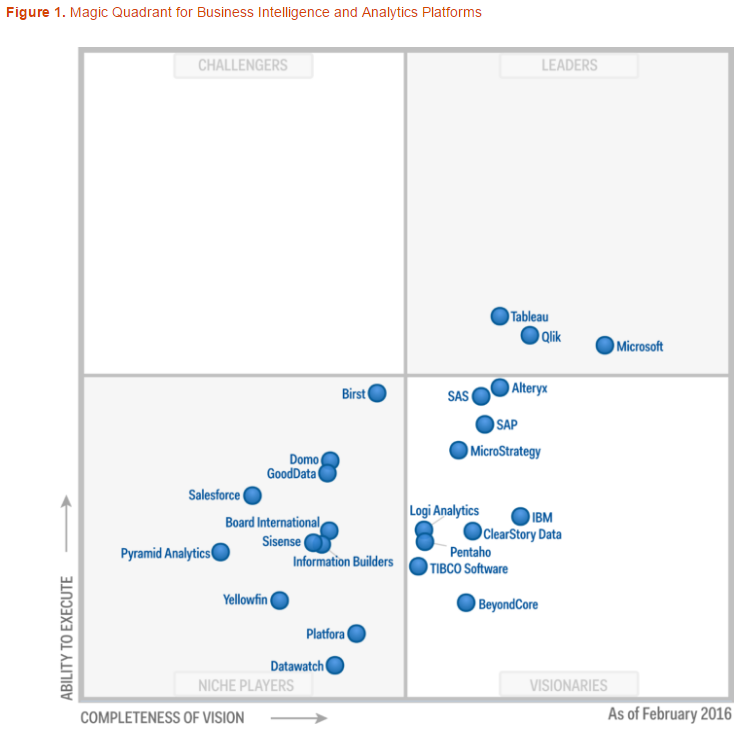 Figure 1. Magic Quadrant for Business Intelligence and Analytics Platforms
CHALLENGERS
LEADERS
Tableau
Qlik
Microsoft
Birst
SAS
Alteryx
SAP
MicroStrategy
Domo
GoodData
Salesforce
Board International
Sisense
Information Builders
Pyramid Analytics
Logi Analytics
IBM
ClearStory Data
Pentaho
TIBCO Software
Yellowfin
BeyondCore
Platfora
Datawatch
NICHE PLAYERS
VISIONARIES
ABILITY TO EXECUTE
COMPLETENESS OF VISION
As of February 2016